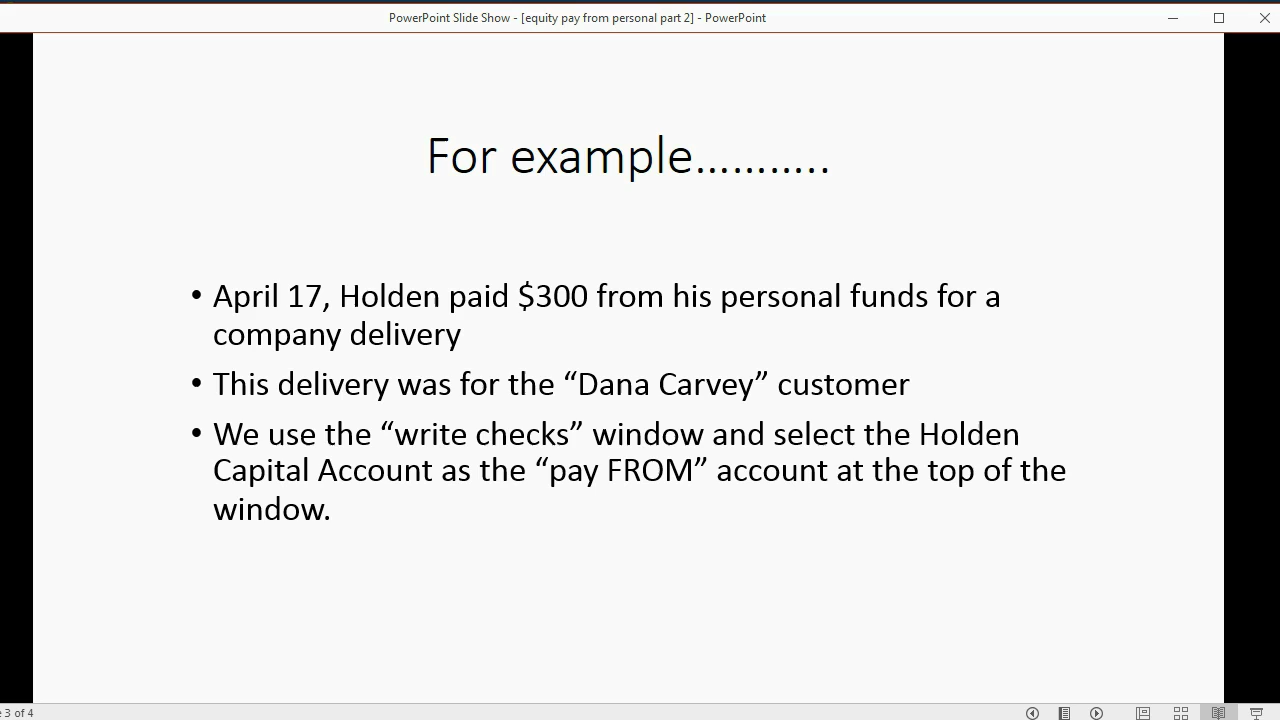 PowerPoint Slide Show - [equity pay from personal part 2] - PowerPoint
For example………..
• April 17, Holden paid $300 from his personal funds for a
company delivery
• This delivery was for the “Dana Carvey” customer
• We use the “write checks” window and select the Holden
Capital Account as the “pay FROM” account at the top of the
window.
3 of 4